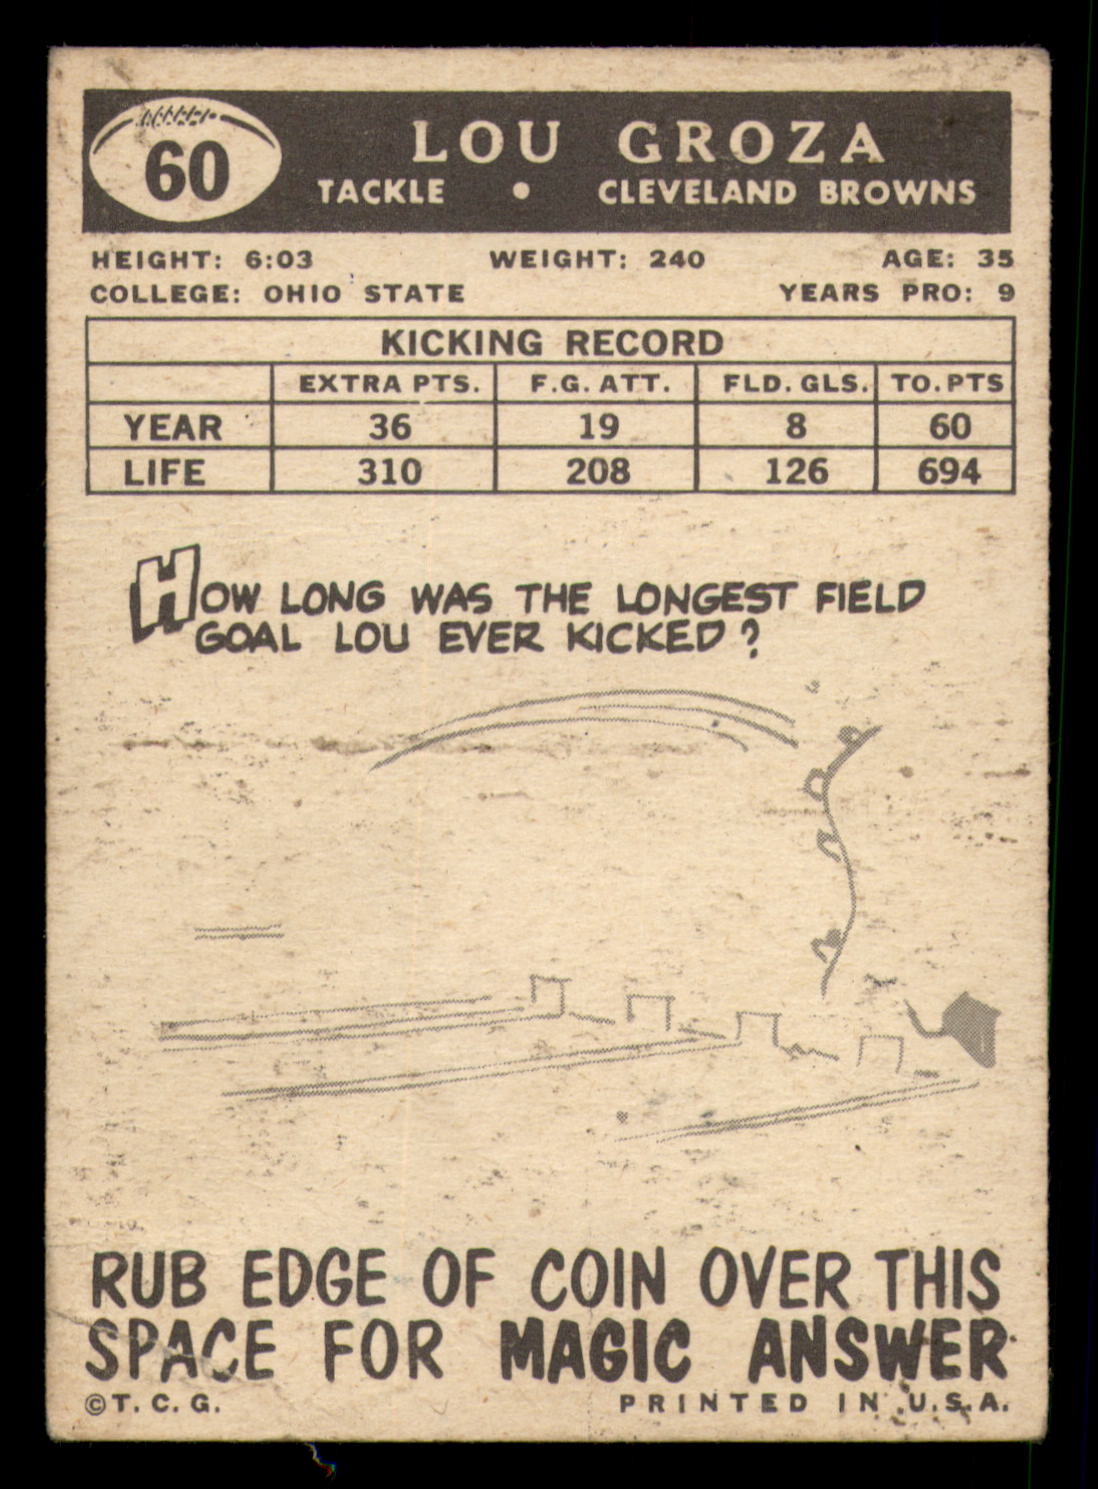 60
LOU GROZA
TACKLE • CLEVELAND BROWNS
HEIGHT: 6:03 WEIGHT: 240 AGE: 35
COLLEGE: OHIO STATE YEARS PRO: 9
KICKING RECORD
EXTRA PTS. F.G. ATT. FLD. GLS. TO. PTS
YEAR 36 19 8 60
LIFE 310 208 126 694
HOW LONG WAS THE LONGEST FIELD
GOAL LOU EVER KICKED?
RUB EDGE OF COIN OVER THIS
SPACE FOR MAGIC ANSWER
© T. C. G. PRINTED IN U.S.A.